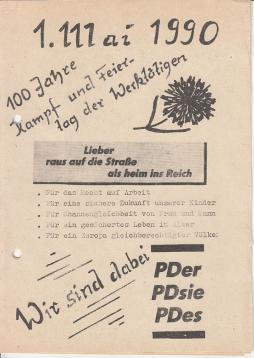 1. Mai 1990
100 Jahre
Kampf und Feier-
tag der Werktätigen
Lieber
raus auf die Straße
als heim ins Reich
. Für das Recht auf Arbeit
. Für eine sichere Zukunft unserer Kinder
. Für Chancengleichheit von Frau und Mann
. Für ein gesichertes Leben im Alter
. Für ein Europa gleichberechtigter Völker
Wir sind dabei
PDer
PDsie
PDes